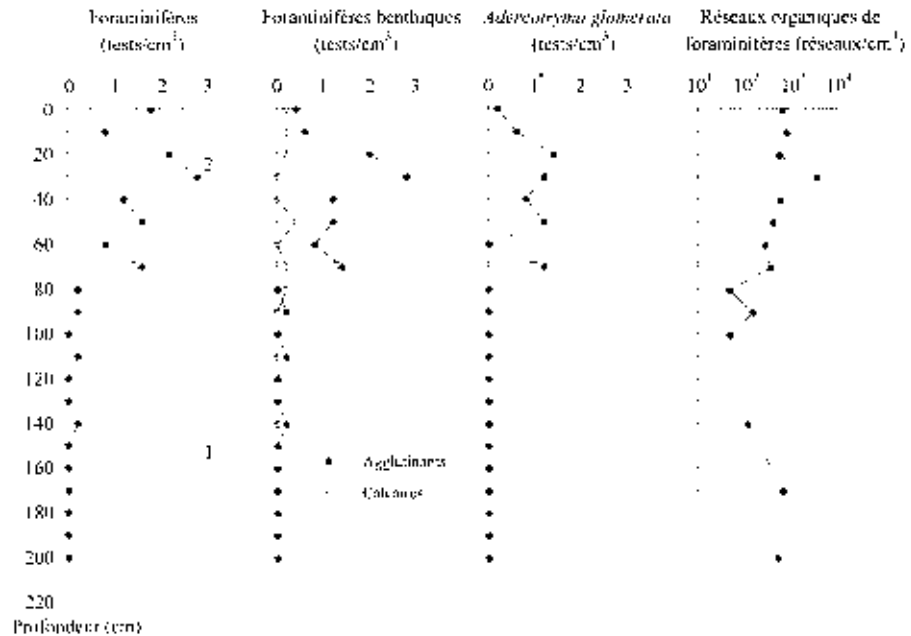 Foraminifères
(tests/cm³)
Foraminifères benthiques
(tests/cm³)
Adercotryma glomerata
(tests/cm³)
Réseaux organiques de
foraminifères (réseaux/cm³)
0 1 2 3
0 1 2 3
0 1 2 3
10¹ 10² 10³ 10⁴
0
20
40
60
80
100
120
140
160
180
200
220
2
1
Agglutinants
Calcaires
Profondeur (cm)